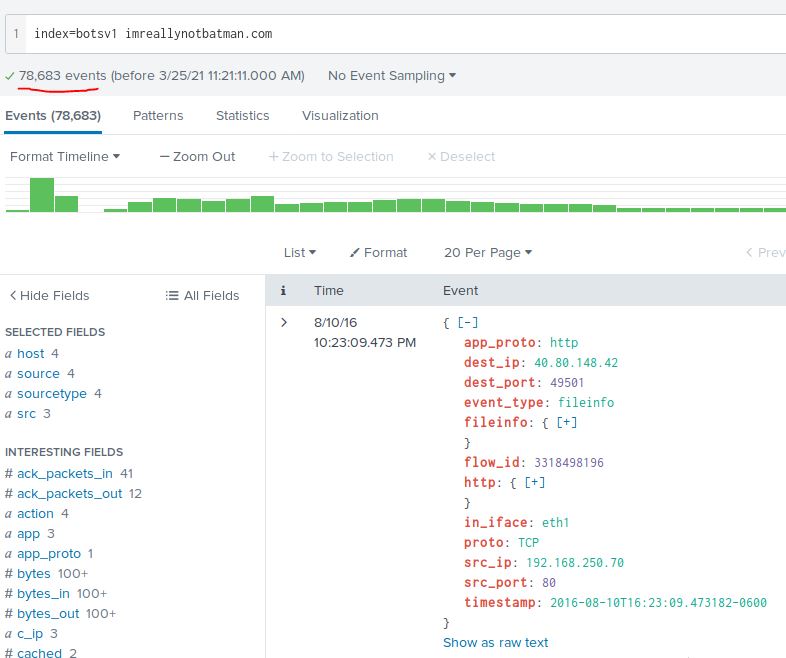 1 index=botsv1 imreallynotbatman.com
✓ 78,683 events (before 3/25/21 11:21:11.000 AM) No Event Sampling ▾
Events (78,683) Patterns Statistics Visualization
Format Timeline ▾ — Zoom Out + Zoom to Selection × Deselect
List ▾ Format 20 Per Page ▾ < Prev
< Hide Fields All Fields
i Time Event
SELECTED FIELDS
a host 4
a source 4
a sourcetype 4
a src 3
INTERESTING FIELDS
# ack_packets_in 41
# ack_packets_out 12
a action 4
a app 3
a app_proto 1
# bytes 100+
# bytes_in 100+
# bytes_out 100+
a c_ip 3
# cached 2
> 8/10/16
10:23:09.473 PM
{ [-]
app_proto: http
dest_ip: 40.80.148.42
dest_port: 49501
event_type: fileinfo
fileinfo: { [+]
}
flow_id: 3318498196
http: { [+]
}
in_iface: eth1
proto: TCP
src_ip: 192.168.250.70
src_port: 80
timestamp: 2016-08-10T16:23:09.473182-0600
}
Show as raw text